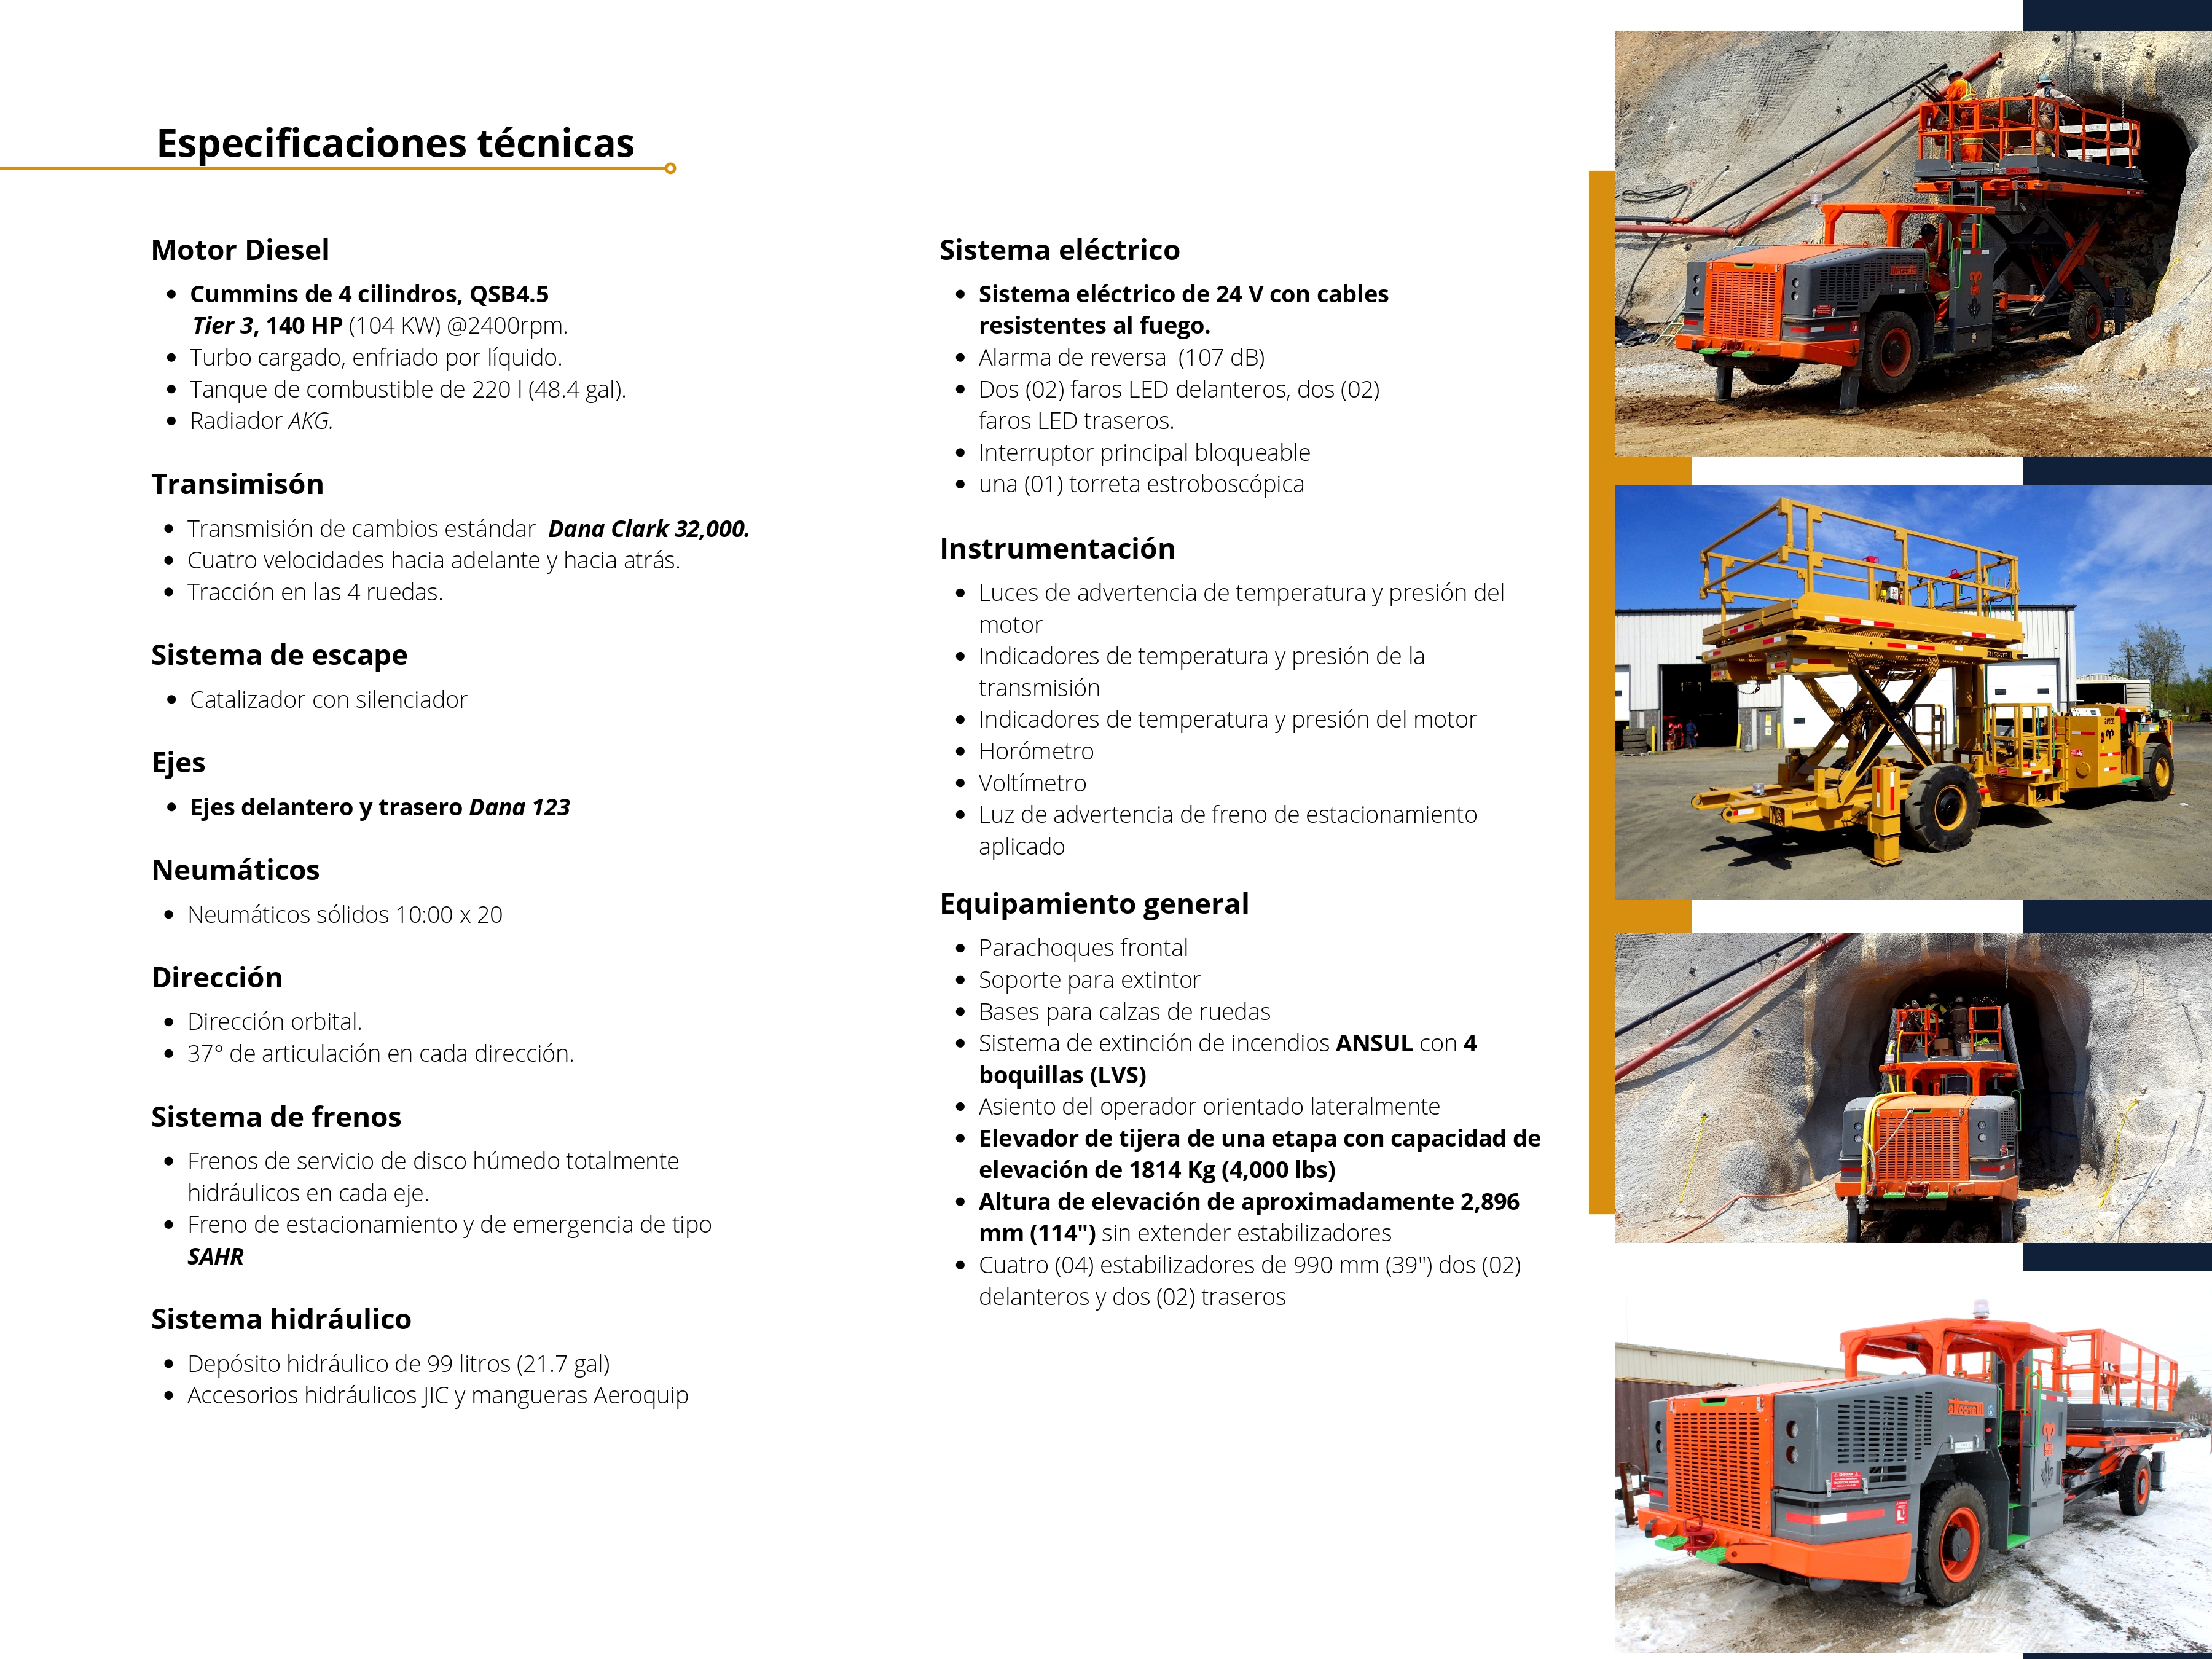 Especificaciones técnicas
Motor Diesel
Cummins de 4 cilindros, QSB4.5
Tier 3, 140 HP (104 KW) @2400rpm.
Turbo cargado, enfriado por líquido.
Tanque de combustible de 220 l (48.4 gal).
Radiador AKG.
Transimisón
Transmisión de cambios estándar Dana Clark 32,000.
Cuatro velocidades hacia adelante y hacia atrás.
Tracción en las 4 ruedas.
Sistema de escape
Catalizador con silenciador
Ejes
Ejes delantero y trasero Dana 123
Neumáticos
Neumáticos sólidos 10:00 x 20
Dirección
Dirección orbital.
37° de articulación en cada dirección.
Sistema de frenos
Frenos de servicio de disco húmedo totalmente
hidráulicos en cada eje.
Freno de estacionamiento y de emergencia de tipo
SAHR
Sistema hidráulico
Depósito hidráulico de 99 litros (21.7 gal)
Accesorios hidráulicos JIC y mangueras Aeroquip
Sistema eléctrico
Sistema eléctrico de 24 V con cables
resistentes al fuego.
Alarma de reversa (107 dB)
Dos (02) faros LED delanteros, dos (02)
faros LED traseros.
Interruptor principal bloqueable
una (01) torreta estroboscópica
Instrumentación
Luces de advertencia de temperatura y presión del
motor
Indicadores de temperatura y presión de la
transmisión
Indicadores de temperatura y presión del motor
Horómetro
Voltímetro
Luz de advertencia de freno de estacionamiento
aplicado
Equipamiento general
Parachoques frontal
Soporte para extintor
Bases para calzas de ruedas
Sistema de extinción de incendios ANSUL con 4
boquillas (LVS)
Asiento del operador orientado lateralmente
Elevador de tijera de una etapa con capacidad de
elevación de 1814 Kg (4,000 lbs)
Altura de elevación de aproximadamente 2,896
mm (114") sin extender estabilizadores
Cuatro (04) estabilizadores de 990 mm (39") dos (02)
delanteros y dos (02) traseros